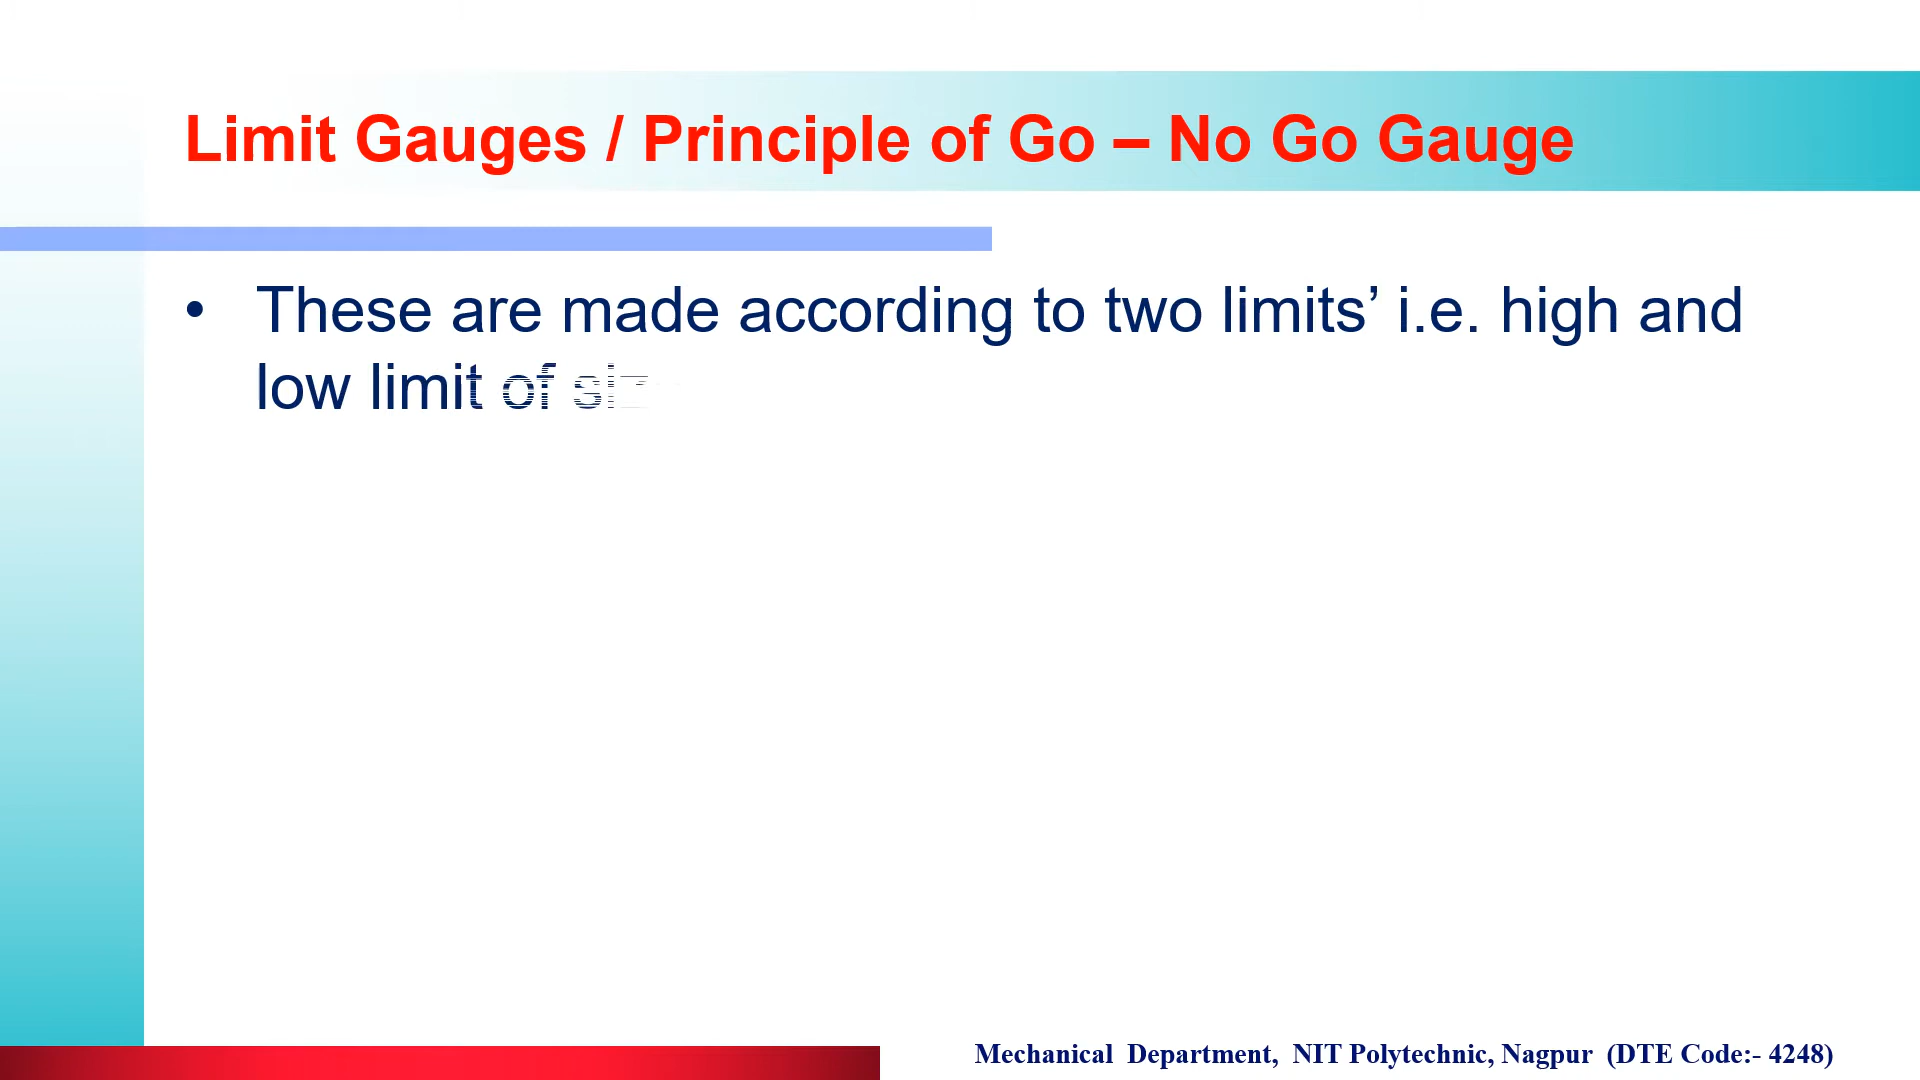 Limit Gauges / Principle of Go – No Go Gauge
• These are made according to two limits’ i.e. high and
low limit of
Mechanical Department, NIT Polytechnic, Nagpur (DTE Code:- 4248)